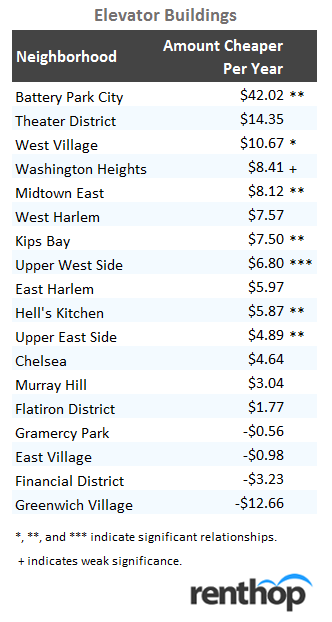 Elevator Buildings
Neighborhood Amount Cheaper Per Year
Battery Park City $42.02 **
Theater District $14.35
West Village $10.67 *
Washington Heights $8.41 +
Midtown East $8.12 **
West Harlem $7.57
Kips Bay $7.50 **
Upper West Side $6.80 ***
East Harlem $5.97
Hell's Kitchen $5.87 **
Upper East Side $4.89 **
Chelsea $4.64
Murray Hill $3.04
Flatiron District $1.77
Gramercy Park -$0.56
East Village -$0.98
Financial District -$3.23
Greenwich Village -$12.66
*, **, and *** indicate significant relationships.
+ indicates weak significance.
renthop